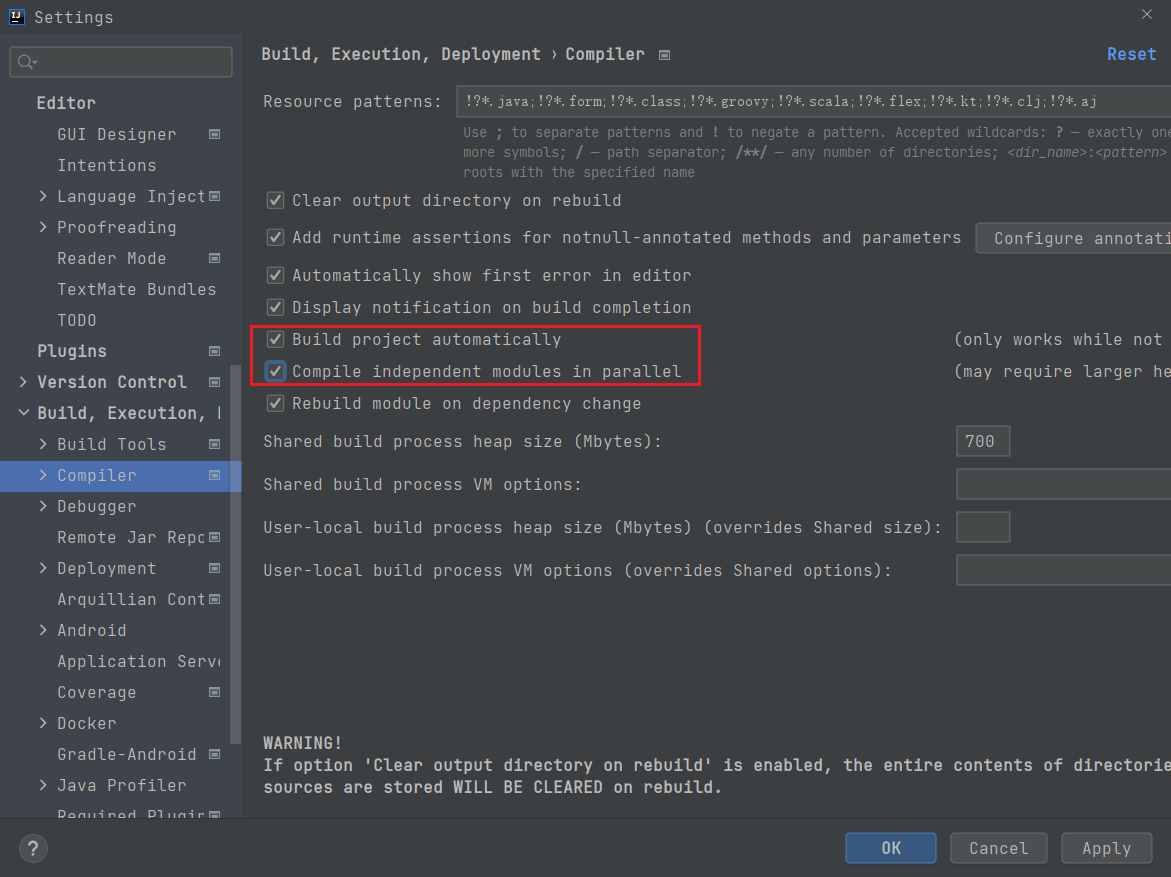 Settings
Editor
GUI Designer
Intentions
Language Inject
Proofreading
Reader Mode
TextMate Bundles
TODO
Plugins
Version Control
Build, Execution,
Build Tools
Compiler
Debugger
Remote Jar Repo
Deployment
Arquillian Cont
Android
Application Serv
Coverage
Docker
Gradle-Android
Java Profiler
Required Plugin
Build, Execution, Deployment › Compiler
Reset
Resource patterns: !?*.java;!?*.form;!?*.class;!?*.groovy;!?*.scala;!?*.flex;!?*.kt;!?*.clj;!?*.aj
Use ; to separate patterns and ! to negate a pattern. Accepted wildcards: ? — exactly one
more symbols; / — path separator; /**/ — any number of directories; <dir_name>:<pattern>
roots with the specified name
Clear output directory on rebuild
Add runtime assertions for notnull-annotated methods and parameters Configure annotati
Automatically show first error in editor
Display notification on build completion
Build project automatically (only works while not
Compile independent modules in parallel (may require larger he
Rebuild module on dependency change
Shared build process heap size (Mbytes): 700
Shared build process VM options:
User-local build process heap size (Mbytes) (overrides Shared size):
User-local build process VM options (overrides Shared options):
WARNING!
If option 'Clear output directory on rebuild' is enabled, the entire contents of directorie
sources are stored WILL BE CLEARED on rebuild.
?
OK
Cancel
Apply